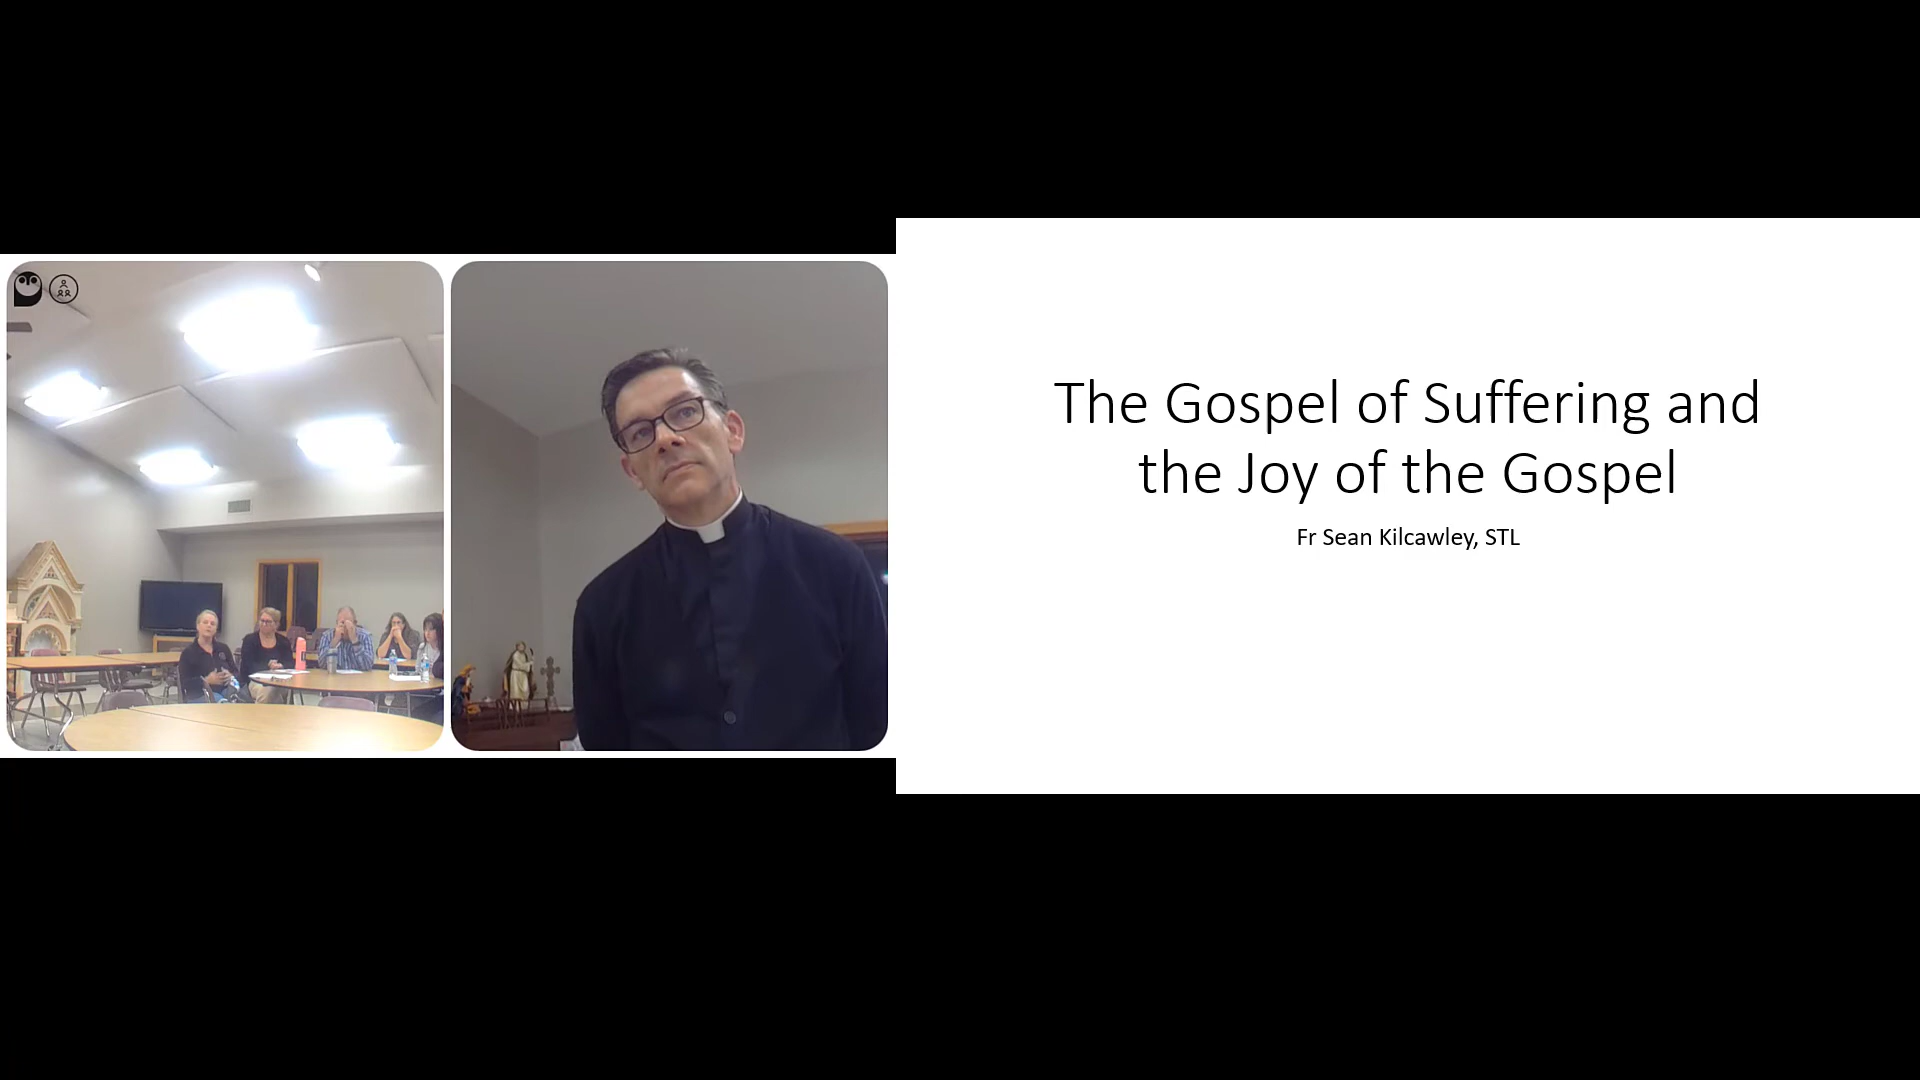 The Gospel of Suffering and
the Joy of the Gospel
Fr Sean Kilcawley, STL